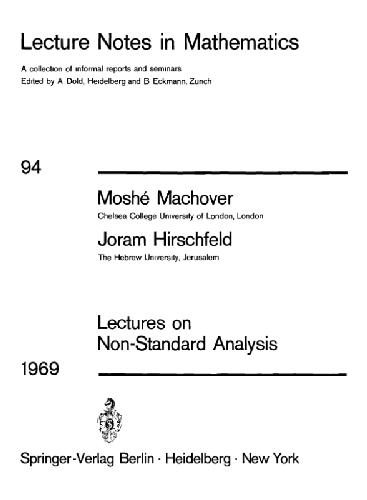 Lecture Notes in Mathematics
A collection of informal reports and seminars
Edited by A. Dold, Heidelberg and B. Eckmann, Zürich
94
Moshé Machover
Chelsea College University of London, London
Joram Hirschfeld
The Hebrew University, Jerusalem
Lectures on
Non-Standard Analysis
1969
Springer-Verlag Berlin · Heidelberg · New York